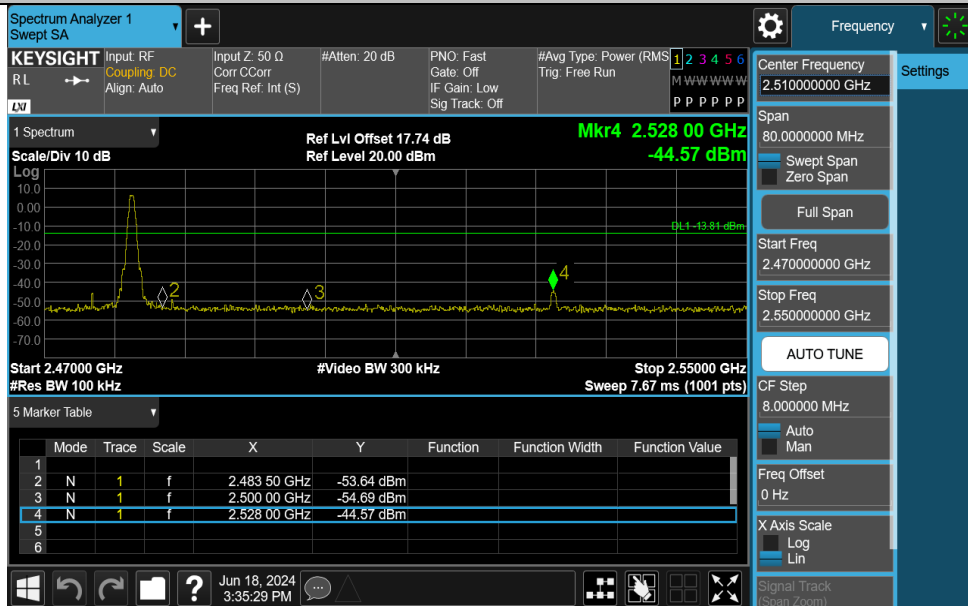 Spectrum Analyzer 1
Swept SA
+
Frequency
KEYSIGHT
RL
LXI
Input: RF
Coupling: DC
Align: Auto
Input Z: 50 Ω
Corr CCorr
Freq Ref: Int (S)
#Atten: 20 dB
PNO: Fast
Gate: Off
IF Gain: Low
Sig Track: Off
#Avg Type: Power (RMS
Trig: Free Run
1 2 3 4 5 6
M W W W W W
P P P P P P
1 Spectrum
Scale/Div 10 dB
Log
Ref Lvl Offset 17.74 dB
Ref Level 20.00 dBm
Mkr4 2.528 00 GHz
-44.57 dBm
10.0
0.00
-10.0
DL1 -13.81 dBm
-20.0
-30.0
-40.0
-50.0
-60.0
-70.0
2
3
4
Start 2.47000 GHz
#Res BW 100 kHz
#Video BW 300 kHz
Stop 2.55000 GHz
Sweep 7.67 ms (1001 pts)
5 Marker Table
Mode Trace Scale X Y Function Function Width Function Value
1
2 N 1 f 2.483 50 GHz -53.64 dBm
3 N 1 f 2.500 00 GHz -54.69 dBm
4 N 1 f 2.528 00 GHz -44.57 dBm
5
6
?
Jun 18, 2024
3:35:29 PM
Center Frequency
2.510000000 GHz
Settings
Span
80.0000000 MHz
Swept Span
Zero Span
Full Span
Start Freq
2.470000000 GHz
Stop Freq
2.550000000 GHz
AUTO TUNE
CF Step
8.000000 MHz
Auto
Man
Freq Offset
0 Hz
X Axis Scale
Log
Lin
Signal Track
(Span Zoom)